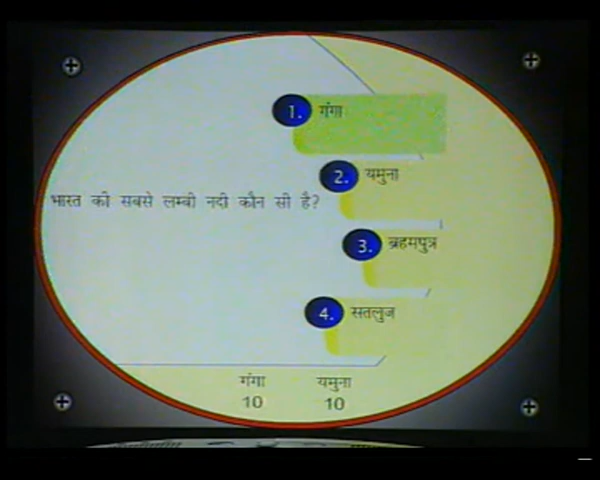 1. गंगा
2. यमुना
भारत की सबसे लम्बी नदी कौन सी है?
3. ब्रहमपुत्र
4. सतलुज
गंगा यमुना
10 10